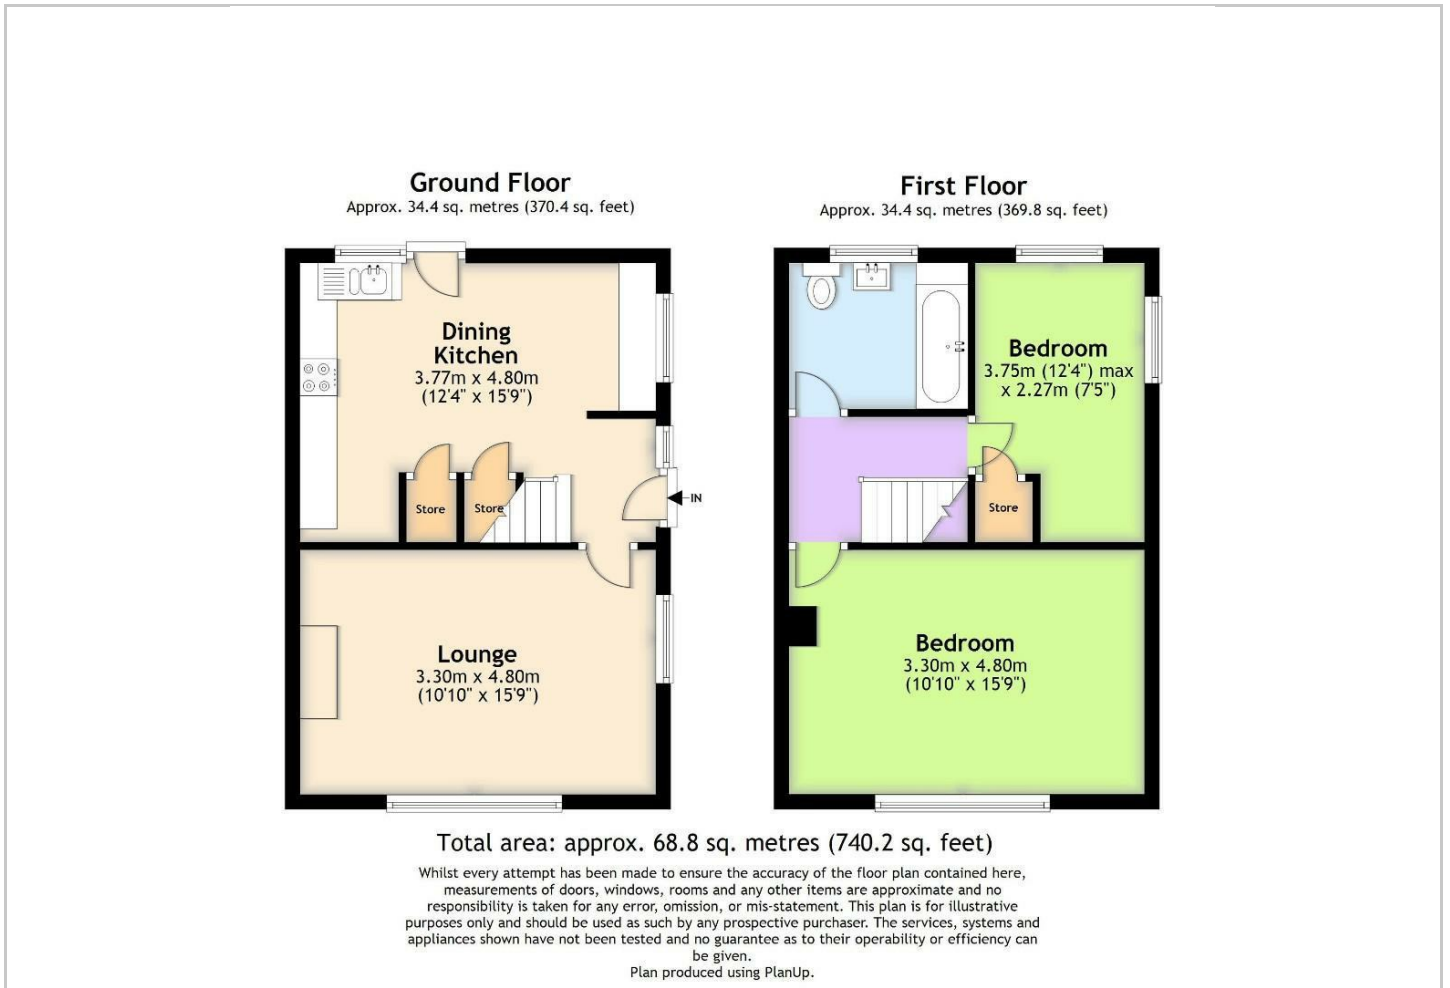 Ground Floor
Approx. 34.4 sq. metres (370.4 sq. feet)
First Floor
Approx. 34.4 sq. metres (369.8 sq. feet)
Dining
Kitchen
3.77m x 4.80m
(12'4" x 15'9")
Store
Store
IN
Lounge
3.30m x 4.80m
(10'10" x 15'9")
Bedroom
3.75m (12'4") max
x 2.27m (7'5")
Store
Bedroom
3.30m x 4.80m
(10'10" x 15'9")
Total area: approx. 68.8 sq. metres (740.2 sq. feet)
Whilst every attempt has been made to ensure the accuracy of the floor plan contained here,
measurements of doors, windows, rooms and any other items are approximate and no
responsibility is taken for any error, omission, or mis-statement. This plan is for illustrative
purposes only and should be used as such by any prospective purchaser. The services, systems and
appliances shown have not been tested and no guarantee as to their operability or efficiency can
be given.
Plan produced using PlanUp.